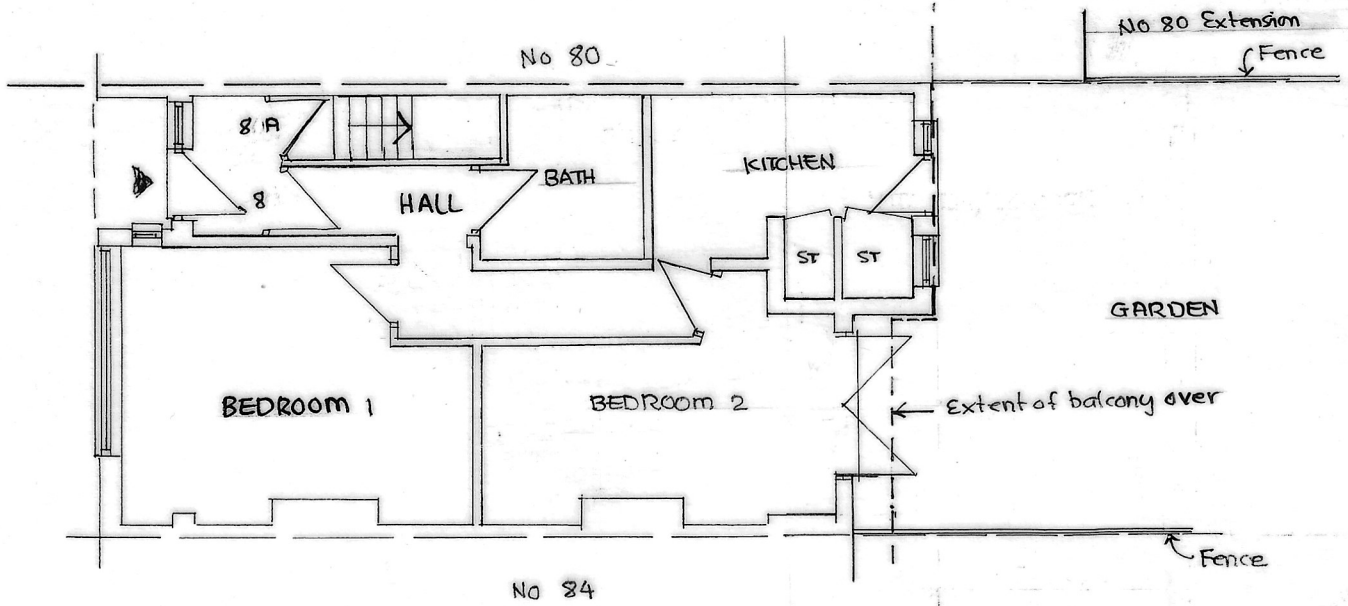 No 80 Extension
Fence
No 80
8 A
8
HALL
BATH
KITCHEN
ST
ST
GARDEN
BEDROOM 1
BEDROOM 2
Extent of balcony over
Fence
No 84